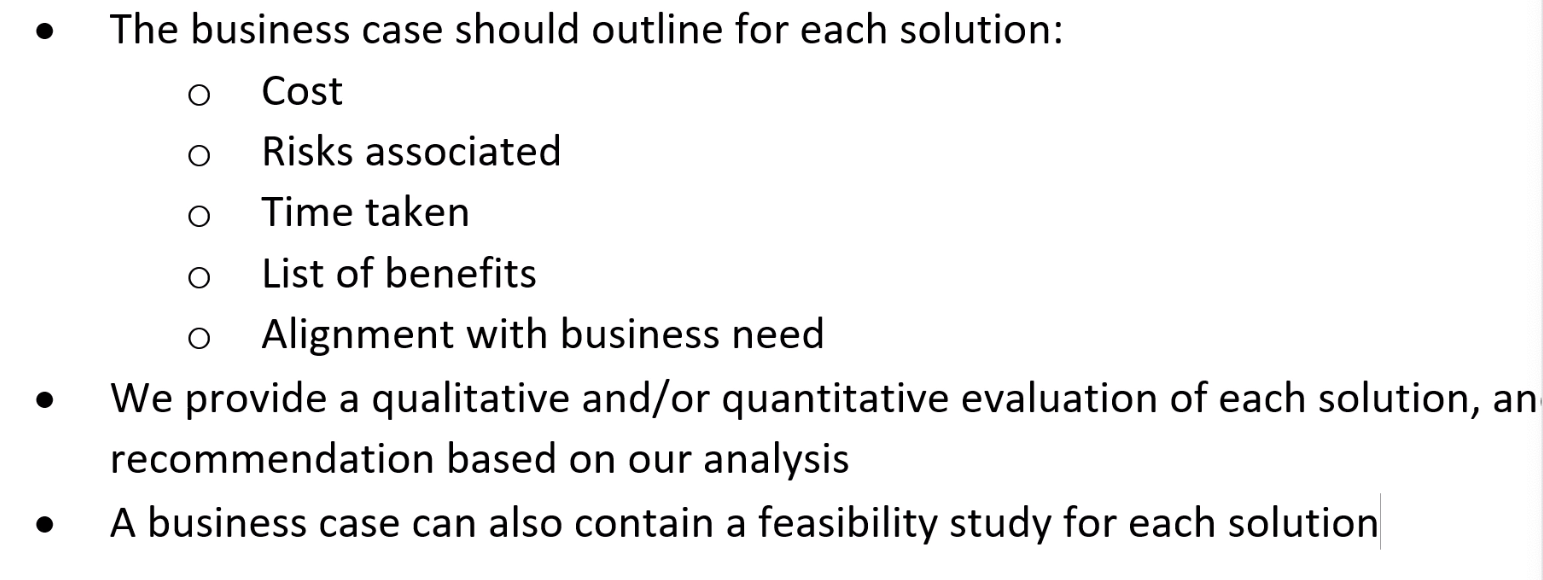 • The business case should outline for each solution:
o Cost
o Risks associated
o Time taken
o List of benefits
o Alignment with business need
• We provide a qualitative and/or quantitative evaluation of each solution,
recommendation based on our analysis
• A business case can also contain a feasibility study for each solution